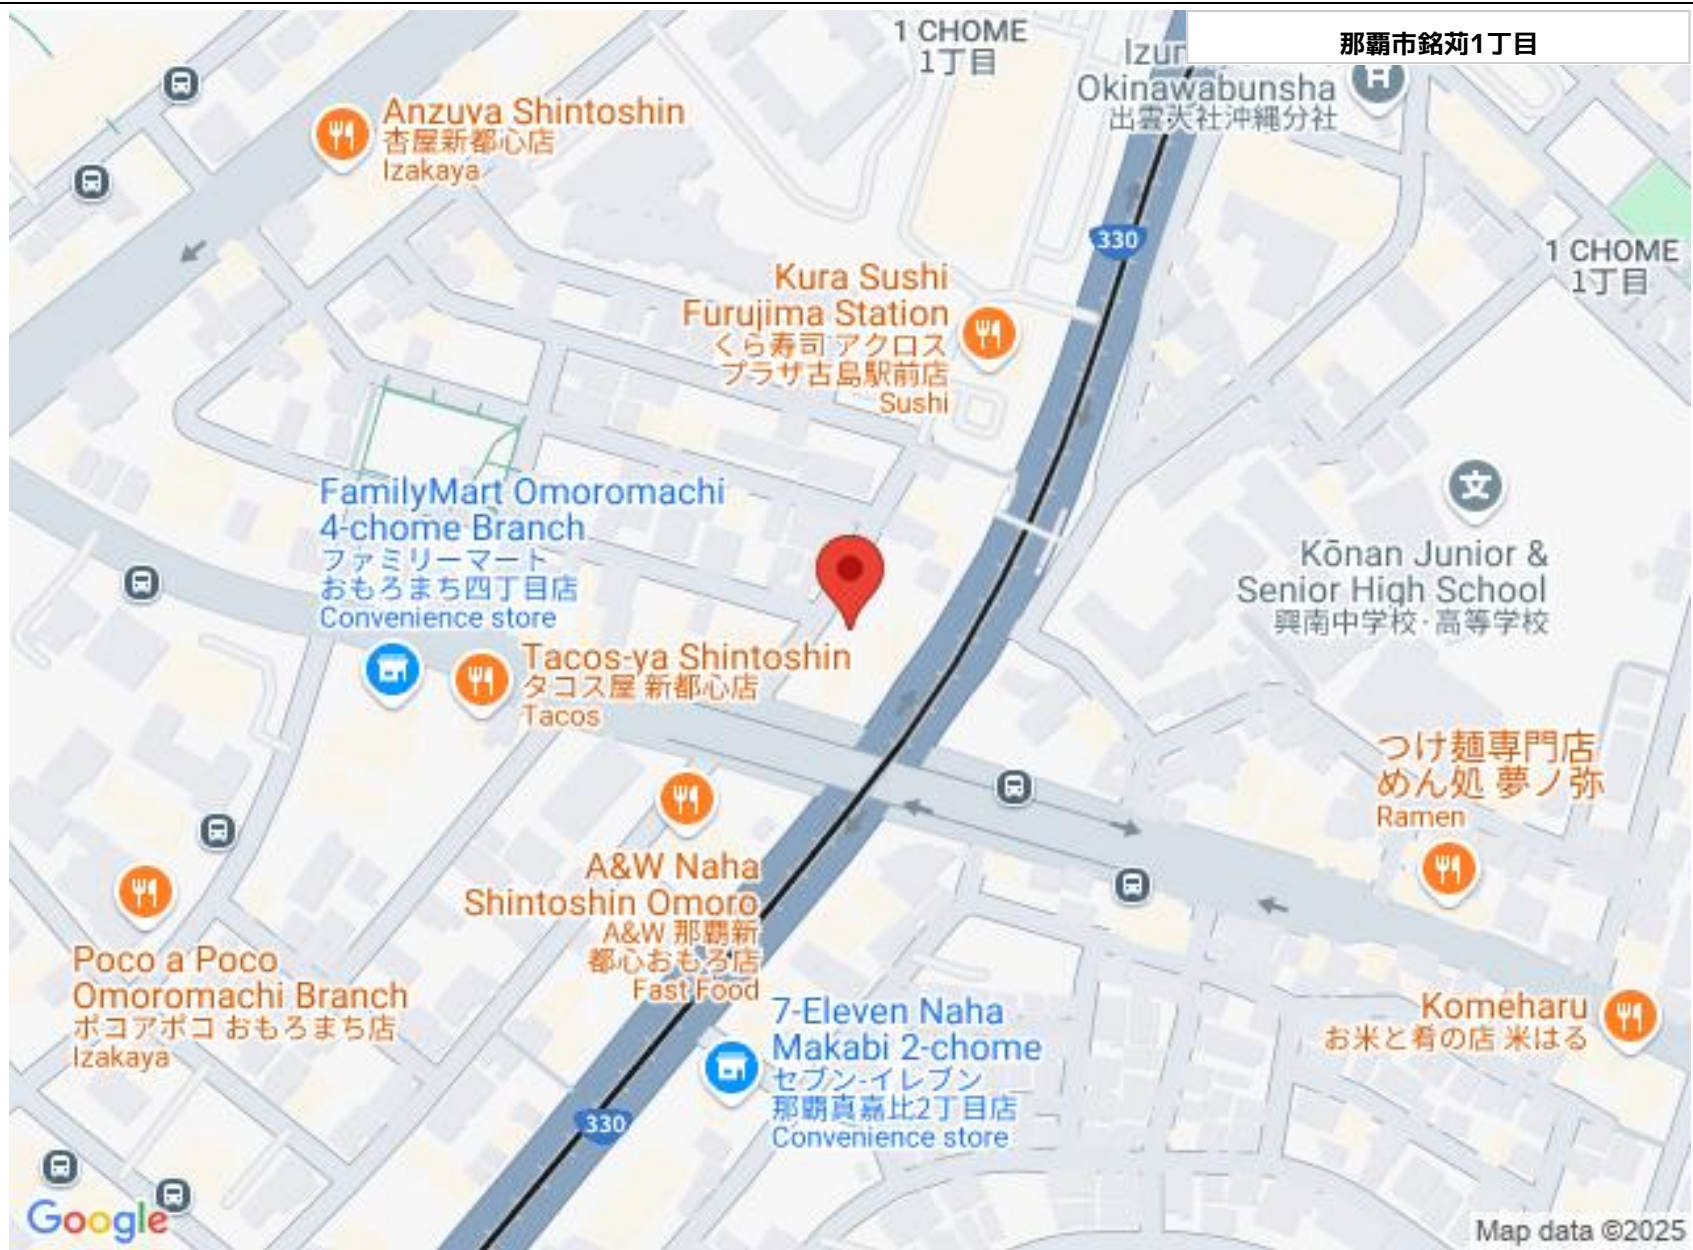 1 CHOME
1丁目
那覇市銘苅1丁目
Okinawabunsha
出雲大社沖縄分社
Anzuya Shintoshin
杏屋新都心店
Izakaya
330
1 CHOME
1丁目
Kura Sushi
Furujima Station
くら寿司 アクロス
プラザ古島駅前店
Sushi
FamilyMart Omoromachi
4-chome Branch
ファミリーマート
おもろまち四丁目店
Convenience store
文
Kōnan Junior &
Senior High School
興南中学校・高等学校
Tacos-ya Shintoshin
タコス屋 新都心店
Tacos
つけ麺専門店
めん処 夢ノ弥
Ramen
A&W Naha
Shintoshin Omoro
A&W 那覇新
都心おもろ店
Fast Food
Poco a Poco
Omoromachi Branch
ポコアポコ おもろまち店
Izakaya
7-Eleven Naha
Makabi 2-chome
セブン-イレブン
那覇真嘉比2丁目店
Convenience store
Komeharu
お米と肴の店 米はる
330
Google
Map data ©2025